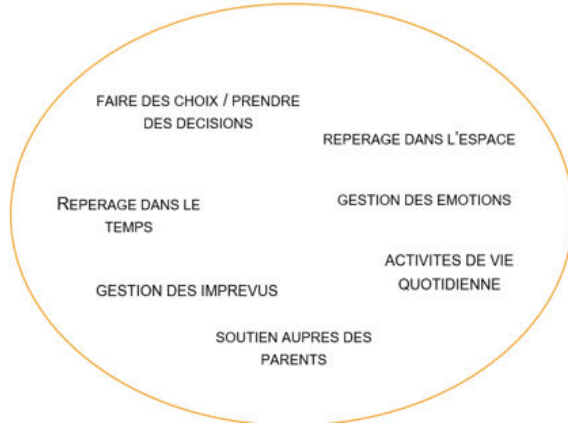 FAIRE DES CHOIX / PRENDRE
DES DECISIONS
REPERAGE DANS L'ESPACE
REPERAGE DANS LE
TEMPS
GESTION DES EMOTIONS
ACTIVITES DE VIE
QUOTIDIENNE
GESTION DES IMPREVUS
SOUTIEN AUPRES DES
PARENTS